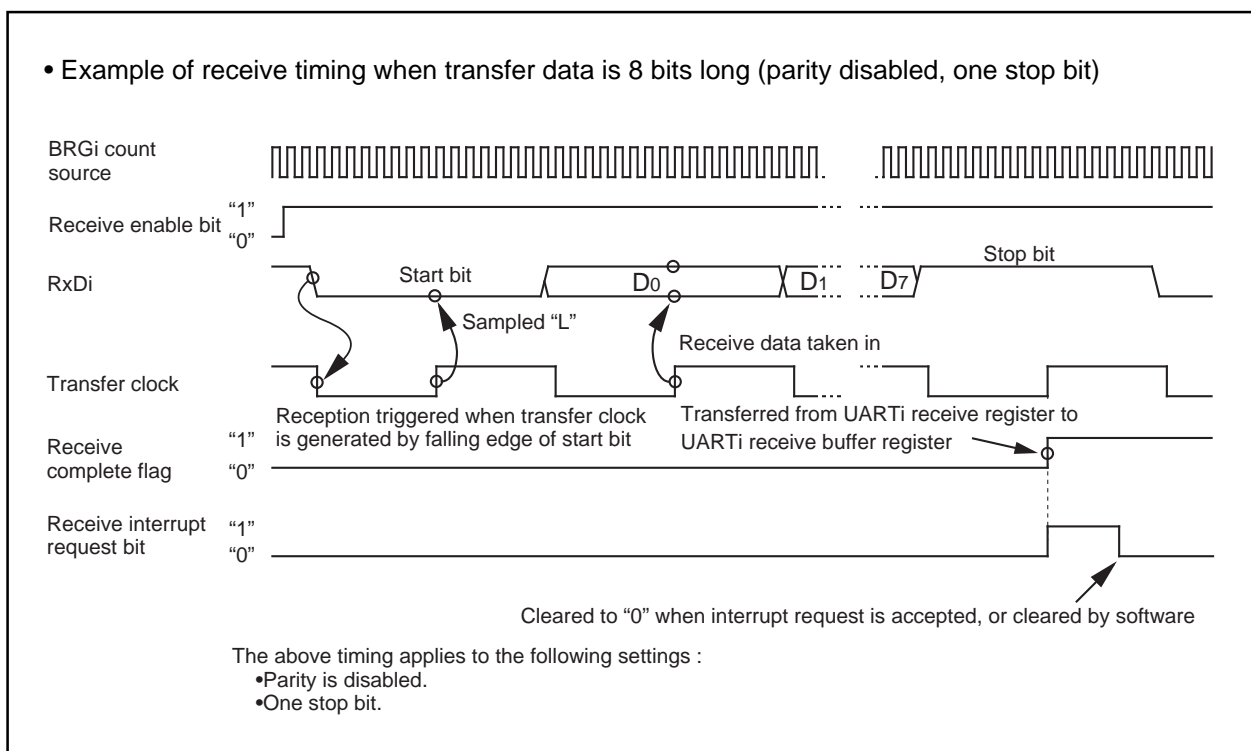 • Example of receive timing when transfer data is 8 bits long (parity disabled, one stop bit)
BRGi count
source
Receive enable bit
“1”
“0”
RxDi
Start bit
D0
D1
D7
Stop bit
Sampled “L”
Receive data taken in
Transfer clock
Reception triggered when transfer clock
is generated by falling edge of start bit
Transferred from UARTi receive register to
UARTi receive buffer register
Receive
complete flag
“1”
“0”
Receive interrupt
request bit
“1”
“0”
Cleared to “0” when interrupt request is accepted, or cleared by software
The above timing applies to the following settings :
•Parity is disabled.
•One stop bit.